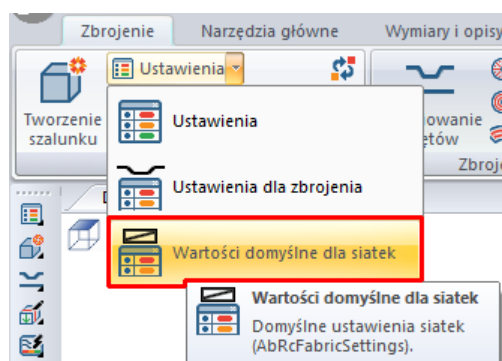 Zbrojenie Narzędzia główne Wymiary i opisy
Ustawienia
Tworzenie
szalunku
Ustawienia
Ustawienia dla zbrojenia
Wartości domyślne dla siatek
Wartości domyślne dla siatek
Domyślne ustawienia siatek
(AbRcFabricSettings).